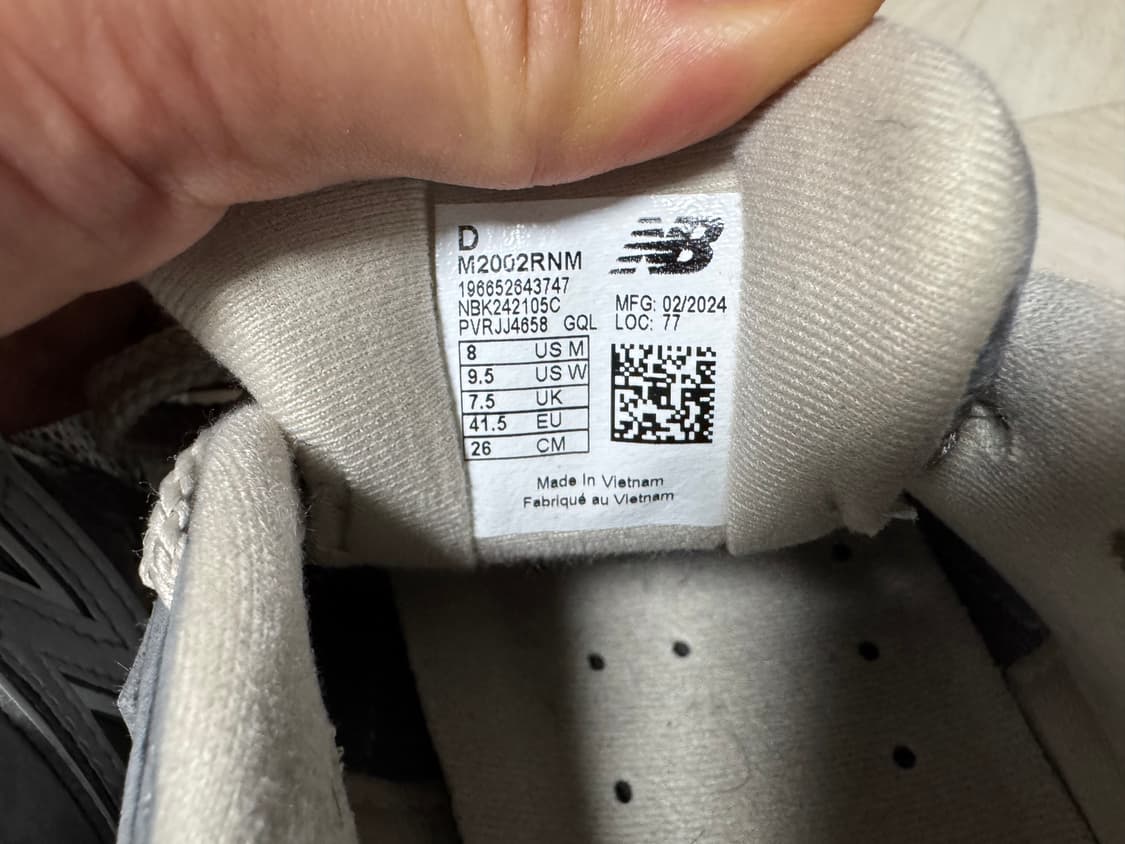 D
NB
M2002RNM
196652643747
NBK242105C
MFG: 02/2024
PVRJJ4658 GQL
LOC: 77
8 US M
9.5 US W
7.5 UK
41.5 EU
26 CM
Made In Vietnam
Fabriqué au Vietnam